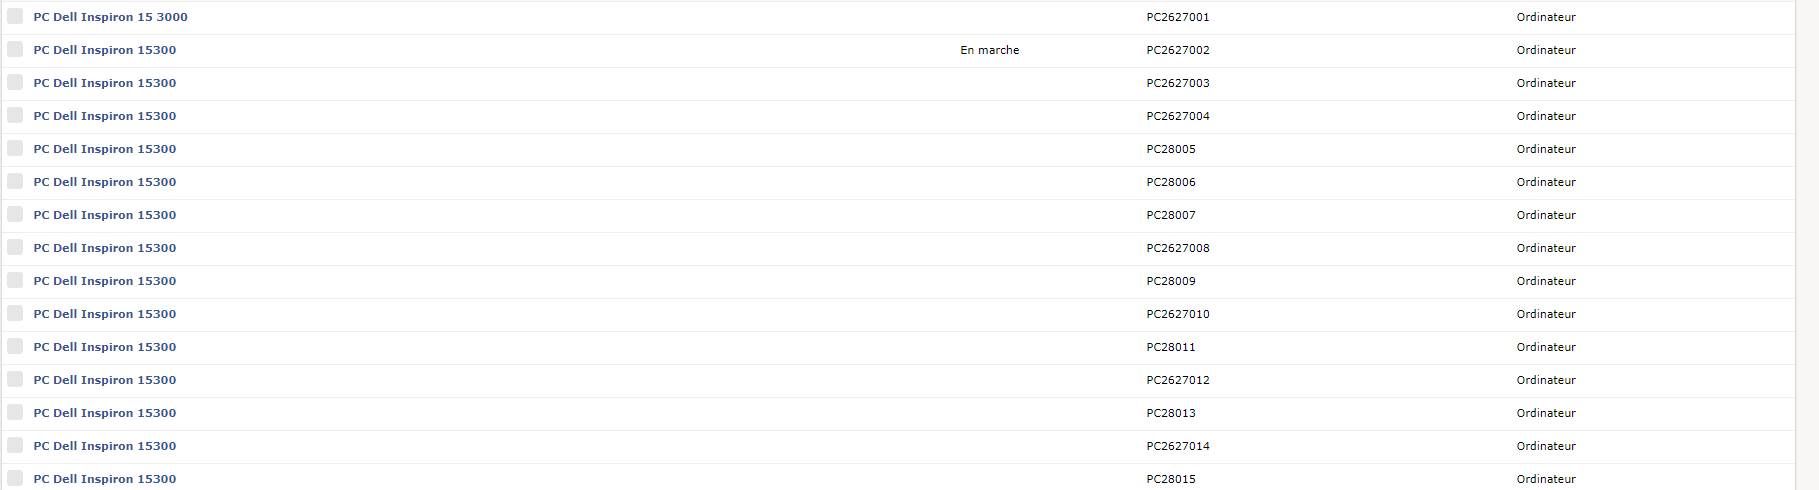 PC Dell Inspiron 15 3000 PC2627001 Ordinateur
PC Dell Inspiron 15300 En marche PC2627002 Ordinateur
PC Dell Inspiron 15300 PC2627003 Ordinateur
PC Dell Inspiron 15300 PC2627004 Ordinateur
PC Dell Inspiron 15300 PC28005 Ordinateur
PC Dell Inspiron 15300 PC28006 Ordinateur
PC Dell Inspiron 15300 PC28007 Ordinateur
PC Dell Inspiron 15300 PC2627008 Ordinateur
PC Dell Inspiron 15300 PC28009 Ordinateur
PC Dell Inspiron 15300 PC2627010 Ordinateur
PC Dell Inspiron 15300 PC28011 Ordinateur
PC Dell Inspiron 15300 PC2627012 Ordinateur
PC Dell Inspiron 15300 PC28013 Ordinateur
PC Dell Inspiron 15300 PC2627014 Ordinateur
PC Dell Inspiron 15300 PC28015 Ordinateur